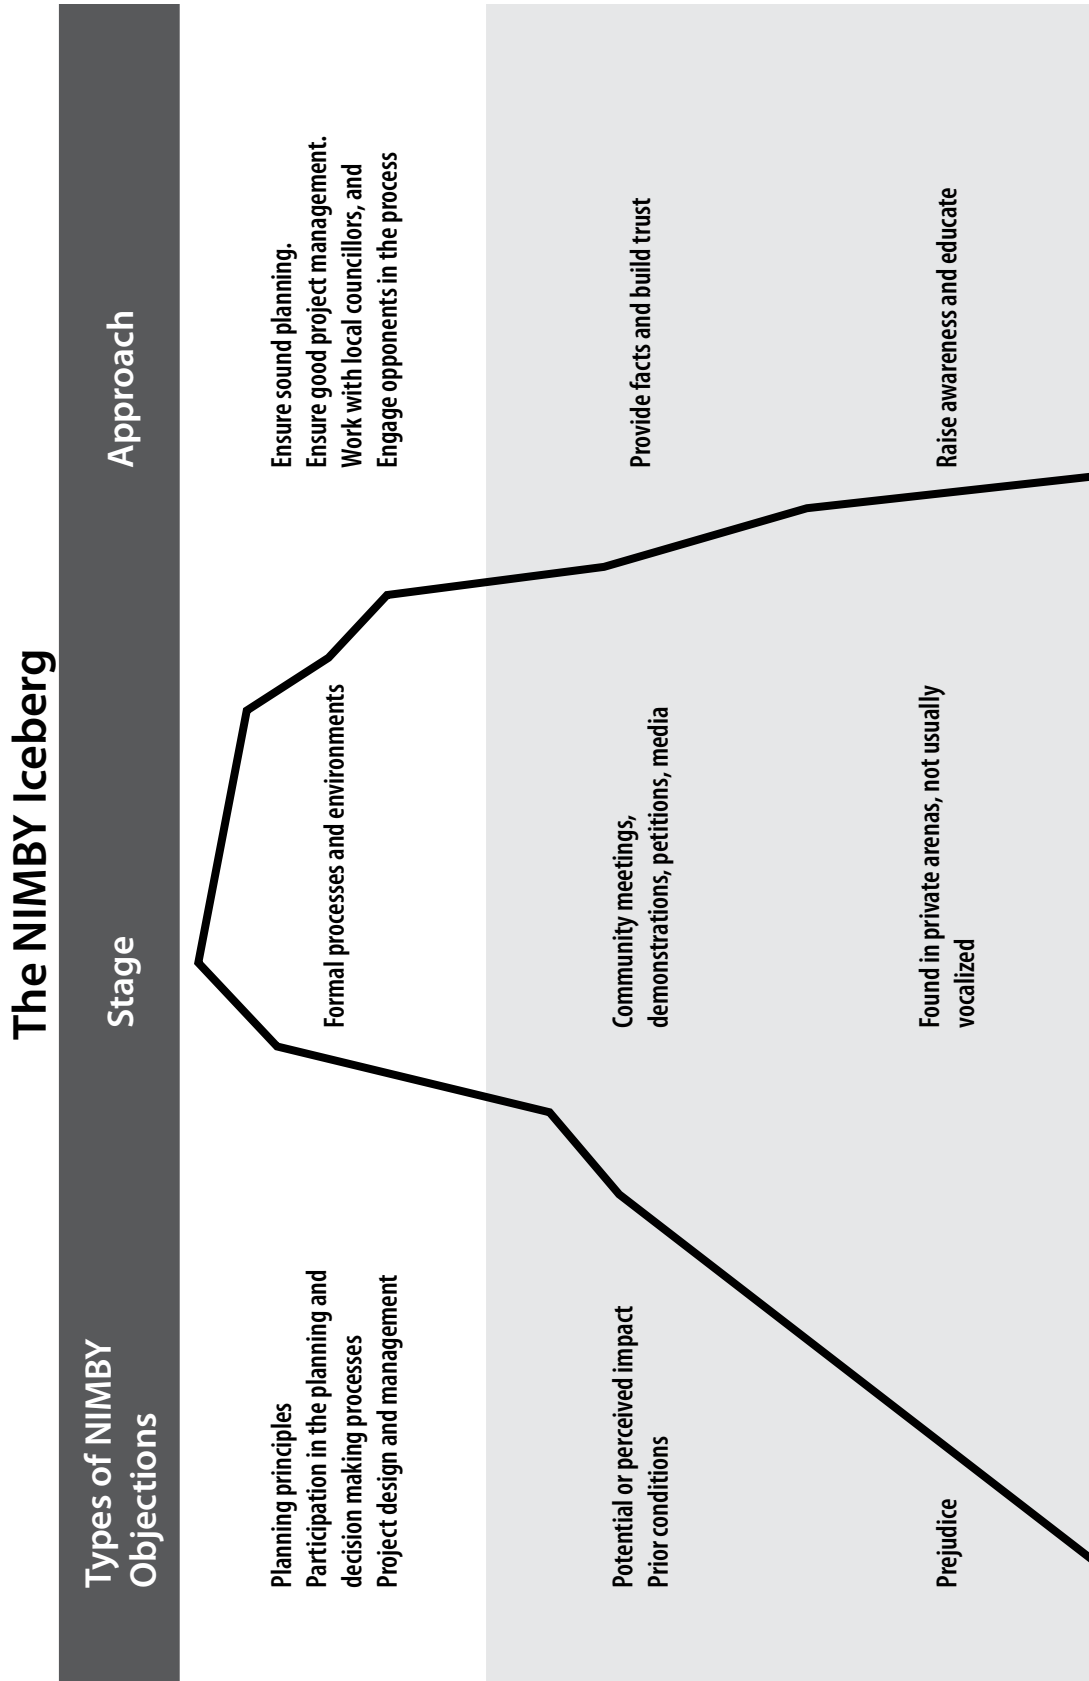 The NIMBY Iceberg
Types of NIMBY
Objections
Stage
Approach
Planning principles
Participation in the planning and
decision making processes
Project design and management
Formal processes and environments
Ensure sound planning.
Ensure good project management.
Work with local councillors, and
Engage opponents in the process
Potential or perceived impact
Prior conditions
Community meetings,
demonstrations, petitions, media
Provide facts and build trust
Prejudice
Found in private arenas, not usually
vocalized
Raise awareness and educate